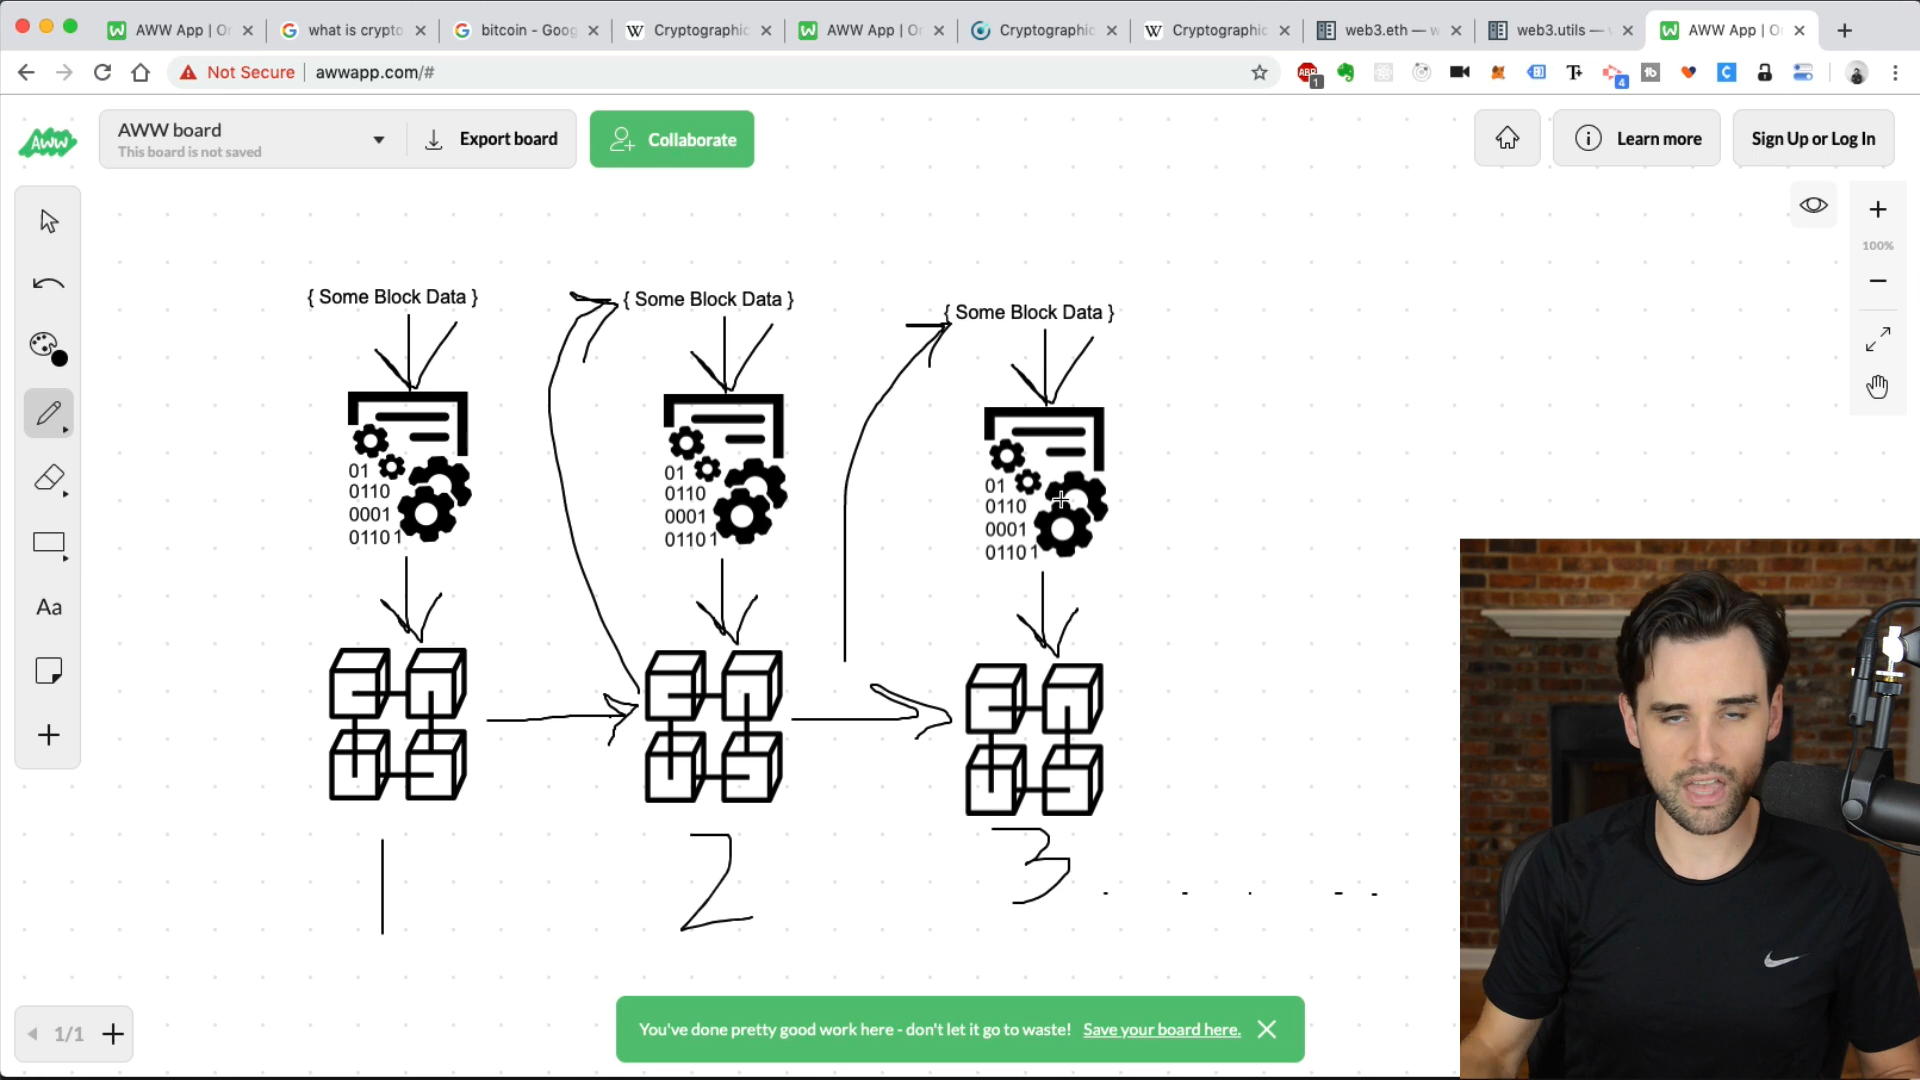 AWW App | Or
what is crypto
bitcoin - Goog
Cryptographic
AWW App | Or
Cryptographic
Cryptographic
web3.eth — w
web3.utils —
AWW App | O
Not Secure
awwapp.com/#
AWW
AWW board
This board is not saved
Export board
Collaborate
Learn more
Sign Up or Log In
100%
{ Some Block Data }
{ Some Block Data }
{ Some Block Data }
01
0110
0001
01101
01
0110
0001
01101
01
0110
0001
01101
Aa
1
2
3
1/1
You've done pretty good work here - don't let it go to waste! Save your board here.